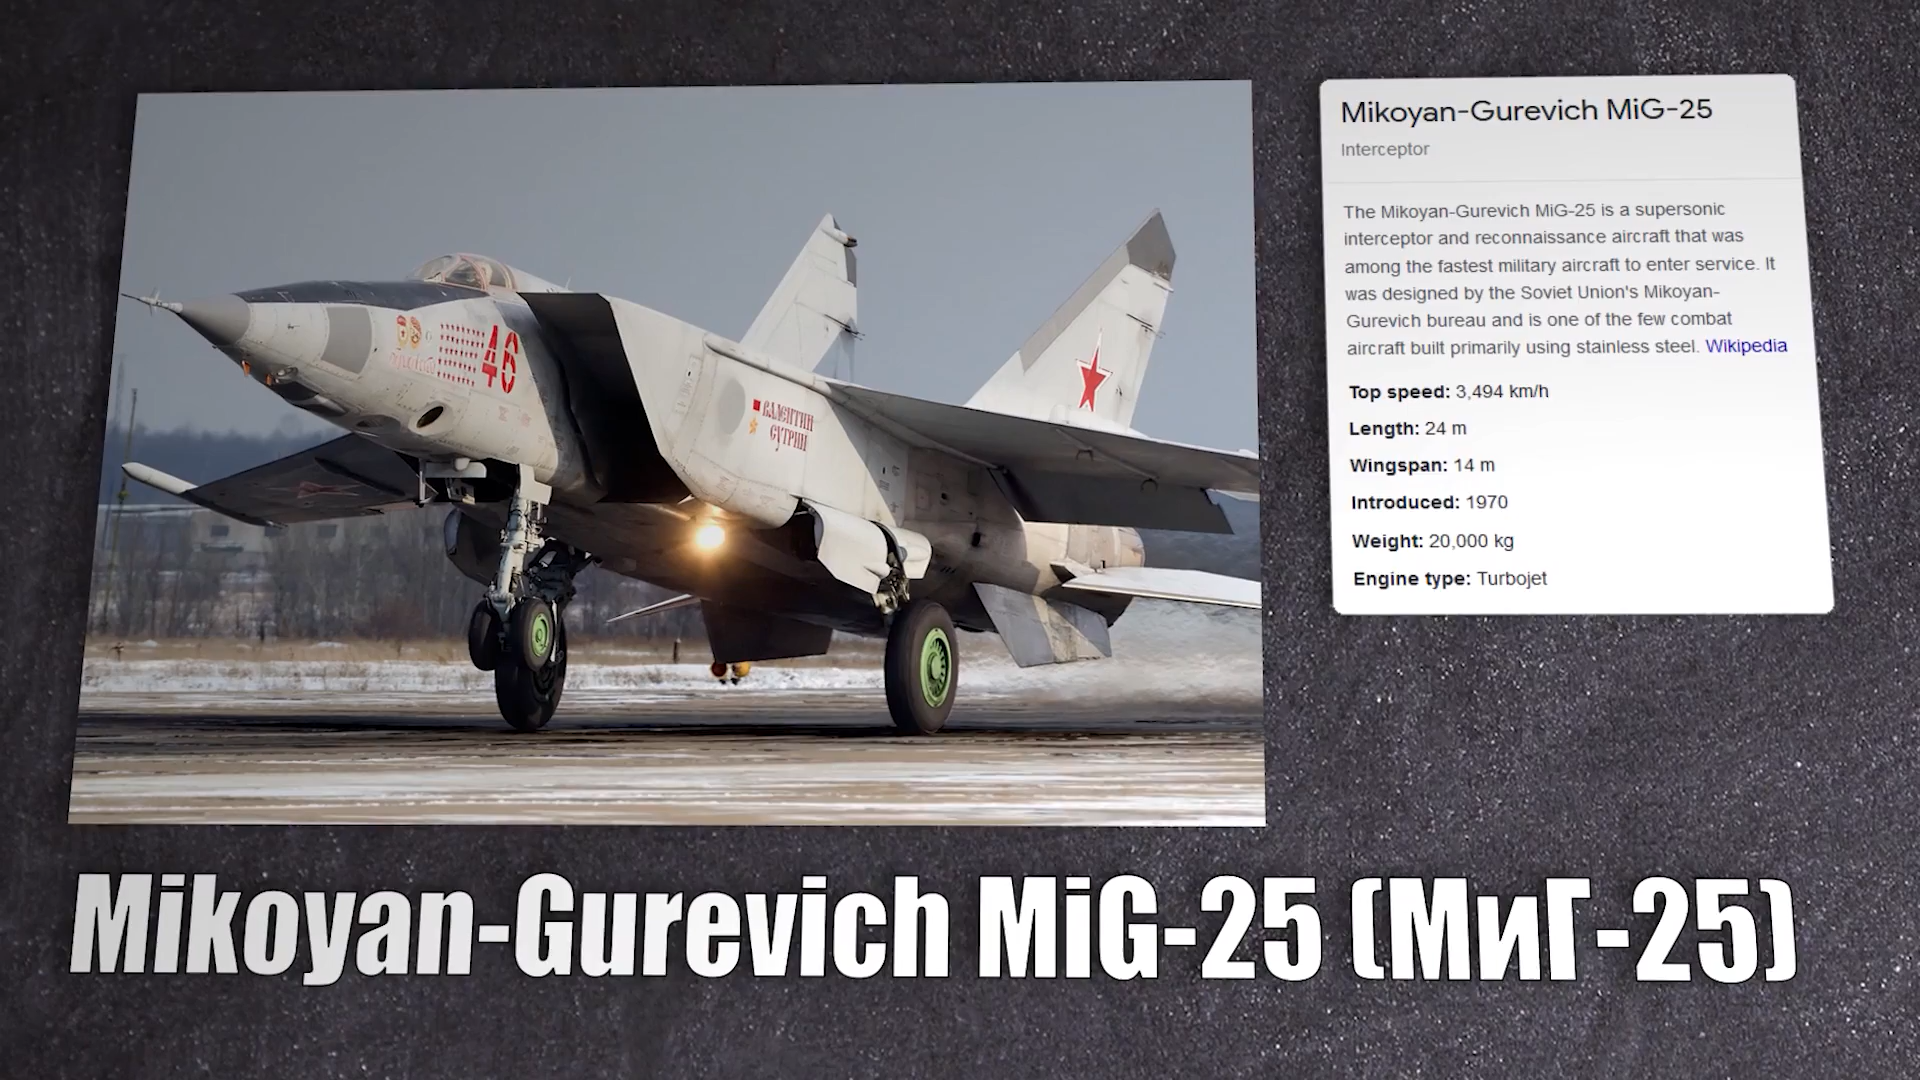 46
ВАЛЕНТИН
СУТРИН
Mikoyan-Gurevich MiG-25
Interceptor
The Mikoyan-Gurevich MiG-25 is a supersonic
interceptor and reconnaissance aircraft that was
among the fastest military aircraft to enter service. It
was designed by the Soviet Union's Mikoyan-
Gurevich bureau and is one of the few combat
aircraft built primarily using stainless steel. Wikipedia
Top speed: 3,494 km/h
Length: 24 m
Wingspan: 14 m
Introduced: 1970
Weight: 20,000 kg
Engine type: Turbojet
Mikoyan-Gurevich MiG-25 (МиГ-25)